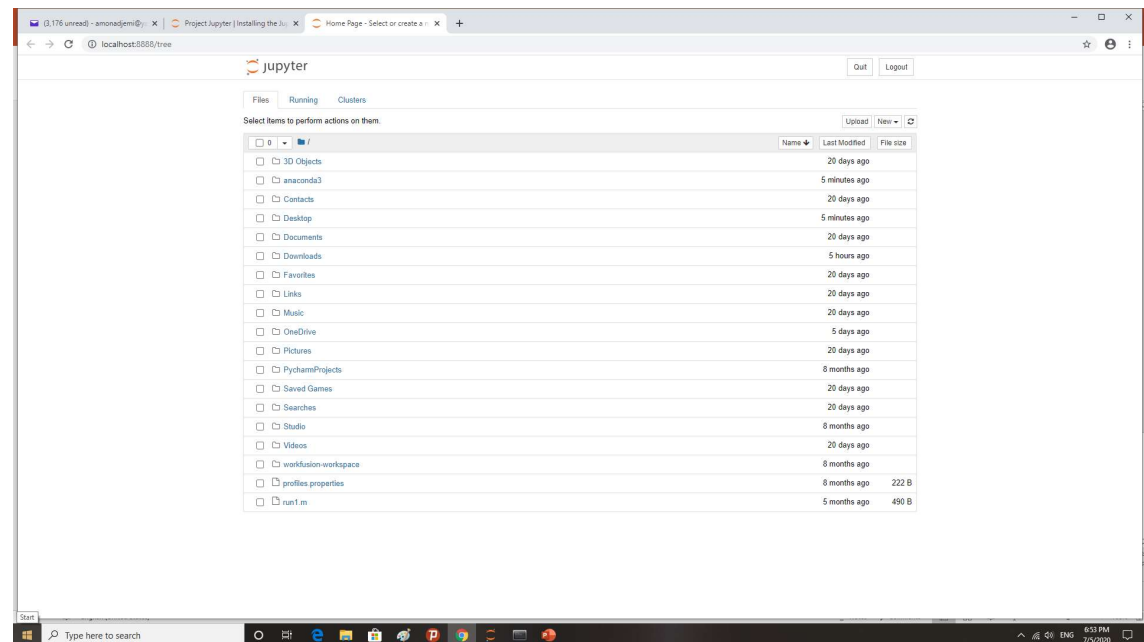 (3,176 unread) - amonadjemi@y
Project Jupyter | Installing the Ju
Home Page - Select or create a n
localhost:8888/tree
jupyter
Quit Logout
Files Running Clusters
Select items to perform actions on them.
Upload New
0 /
Name Last Modified File size
3D Objects 20 days ago
anaconda3 5 minutes ago
Contacts 20 days ago
Desktop 5 minutes ago
Documents 20 days ago
Downloads 5 hours ago
Favorites 20 days ago
Links 20 days ago
Music 20 days ago
OneDrive 5 days ago
Pictures 20 days ago
PycharmProjects 8 months ago
Saved Games 20 days ago
Searches 20 days ago
Studio 8 months ago
Videos 20 days ago
workfusion-workspace 8 months ago
profiles.properties 8 months ago 222 B
run1.m 5 months ago 490 B
Start
Type here to search
ENG
6:53 PM
7/5/2020